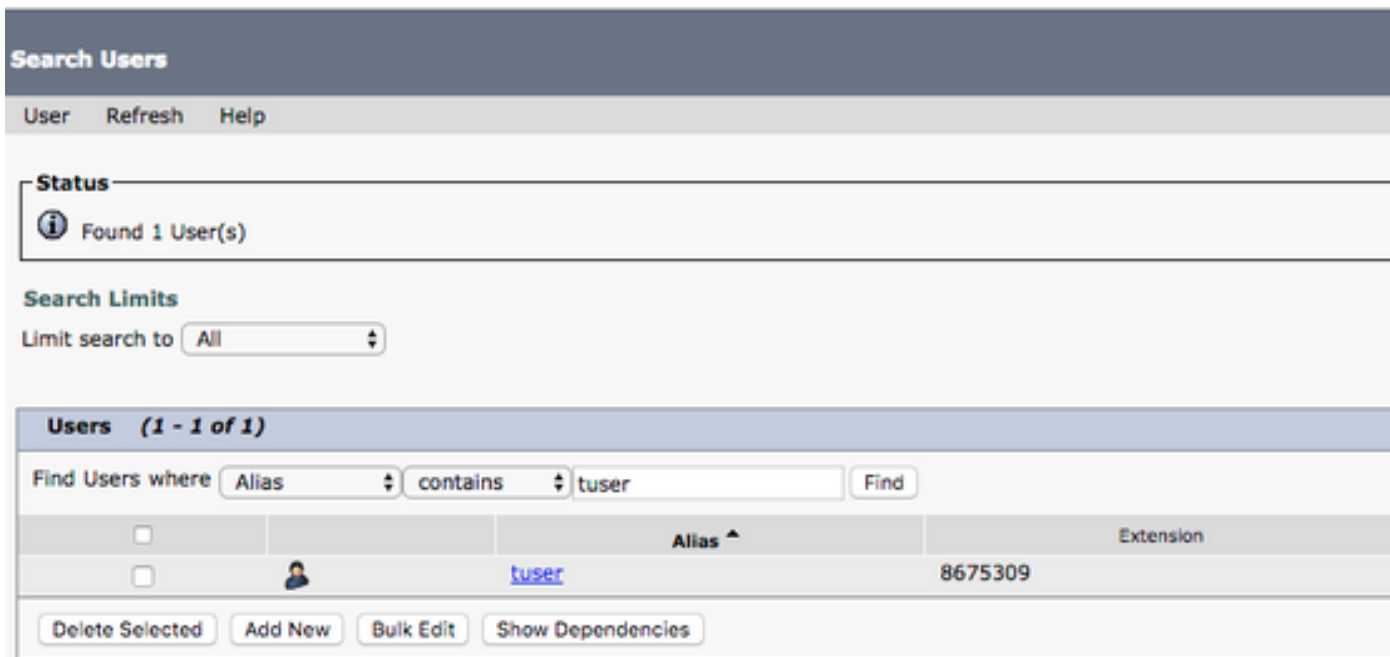 Search Users
User Refresh Help
Status
Found 1 User(s)
Search Limits
Limit search to All
Users (1 - 1 of 1)
Find Users where Alias contains tuser Find
Alias Extension
tuser 8675309
Delete Selected Add New Bulk Edit Show Dependencies